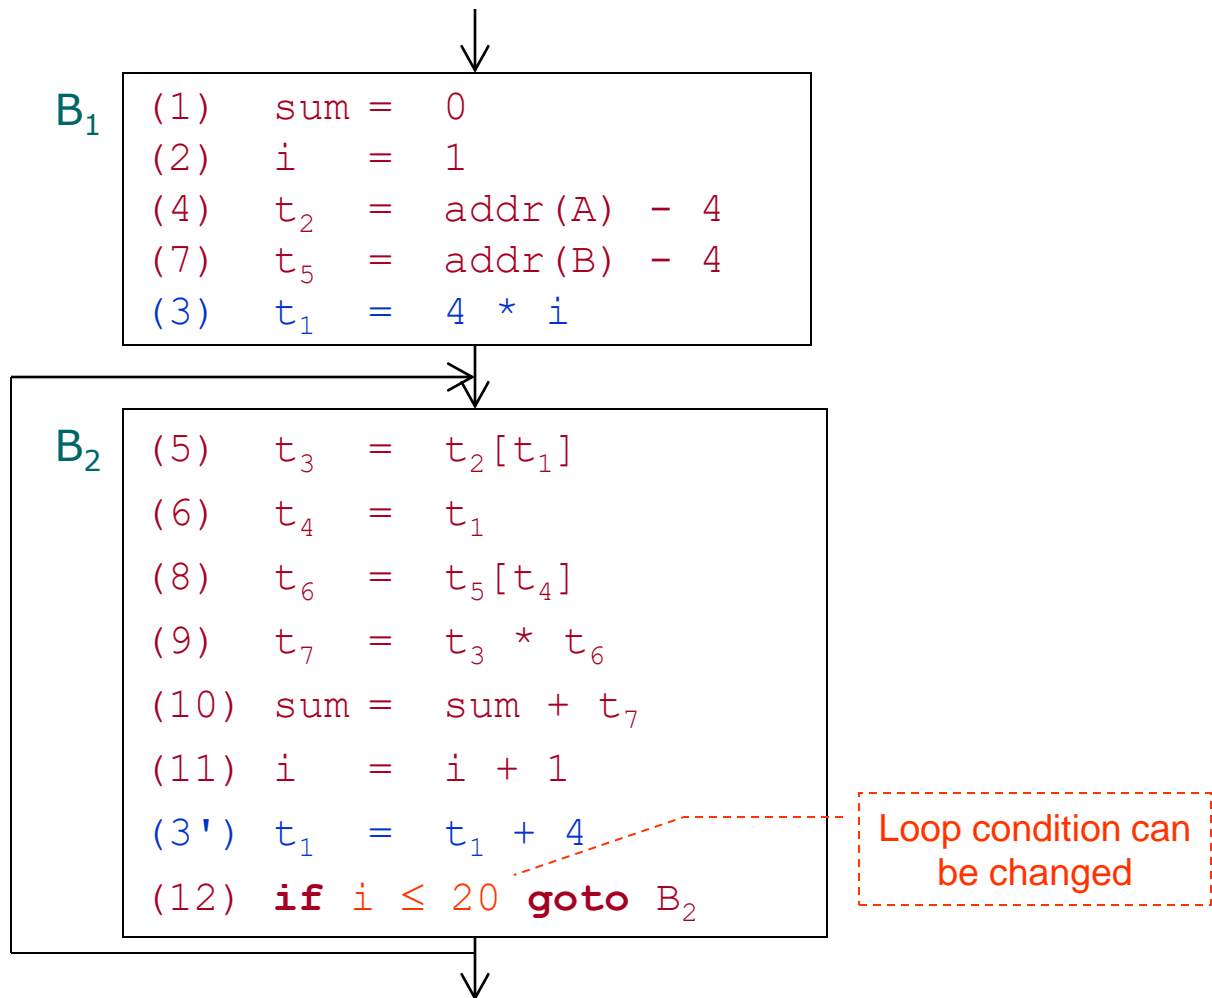 B₁
(1) sum = 0
(2) i = 1
(4) t₂ = addr(A) - 4
(7) t₅ = addr(B) - 4
(3) t₁ = 4 * i
B₂
(5) t₃ = t₂[t₁]
(6) t₄ = t₁
(8) t₆ = t₅[t₄]
(9) t₇ = t₃ * t₆
(10) sum = sum + t₇
(11) i = i + 1
(3') t₁ = t₁ + 4
(12) if i ≤ 20 goto B₂
Loop condition can
be changed